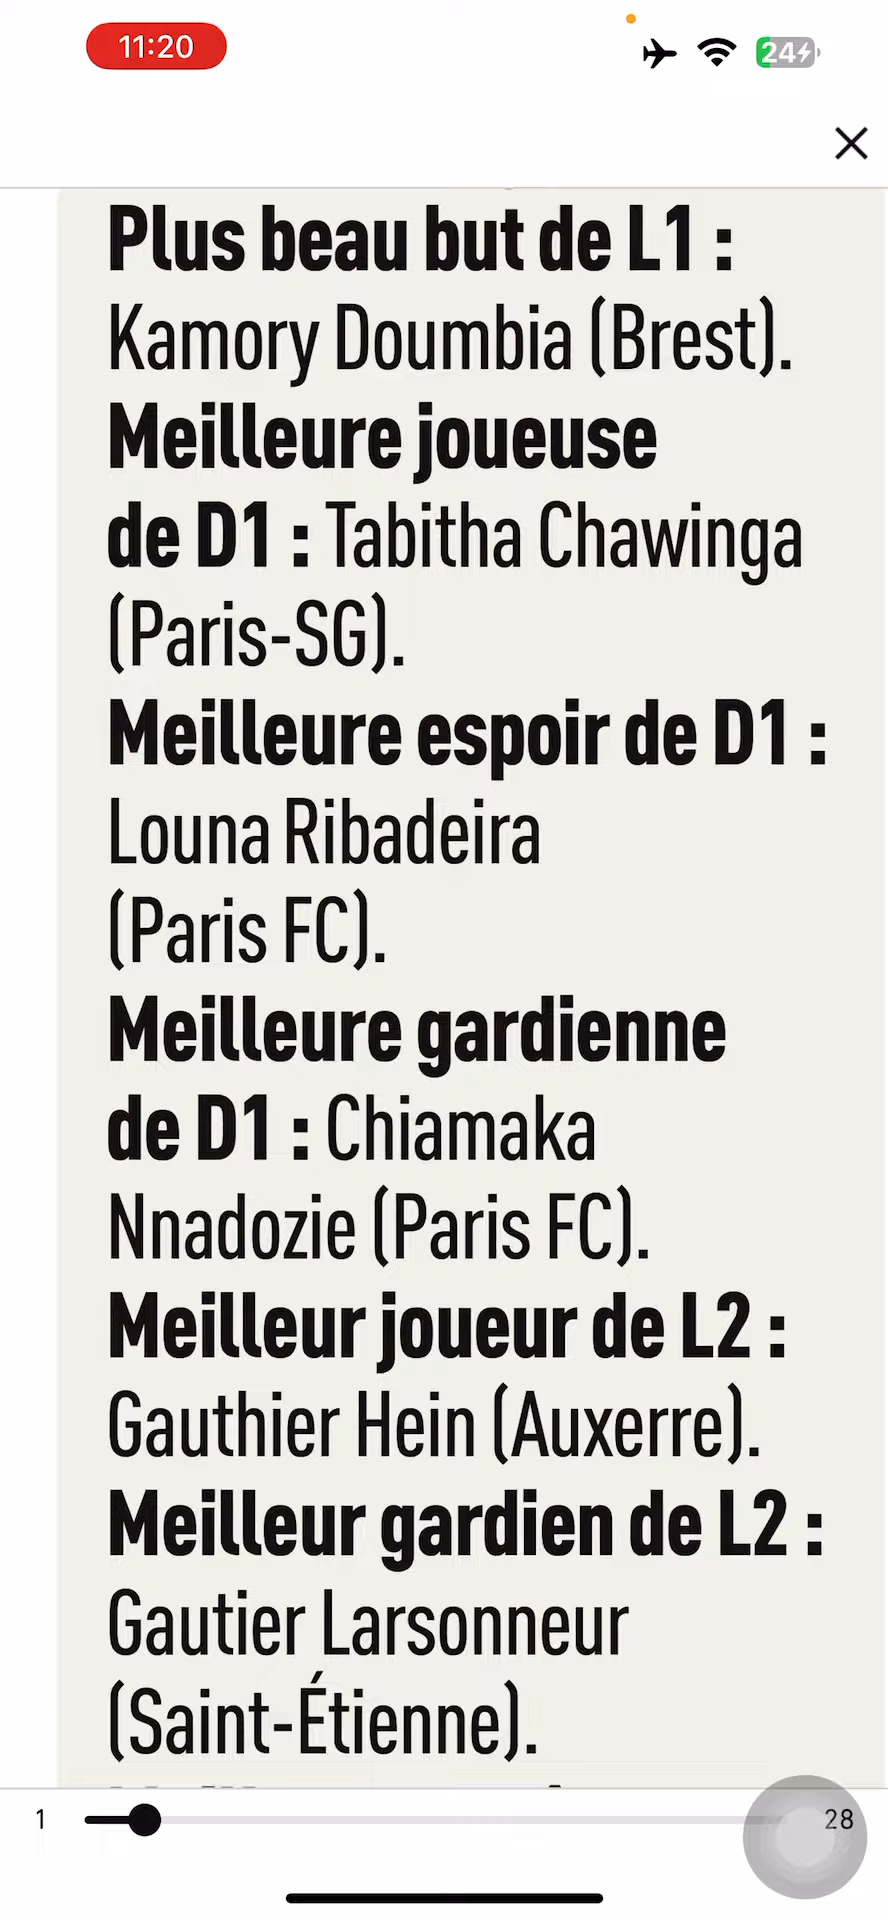 11:20
24
Plus beau but de L1 :
Kamory Doumbia (Brest).
Meilleure joueuse
de D1 : Tabitha Chawinga
(Paris-SG).
Meilleure espoir de D1 :
Louna Ribadeira
(Paris FC).
Meilleure gardienne
de D1 : Chiamaka
Nnadozie (Paris FC).
Meilleur joueur de L2 :
Gauthier Hein (Auxerre).
Meilleur gardien de L2 :
Gautier Larsonneur
(Saint-Étienne).
1
28